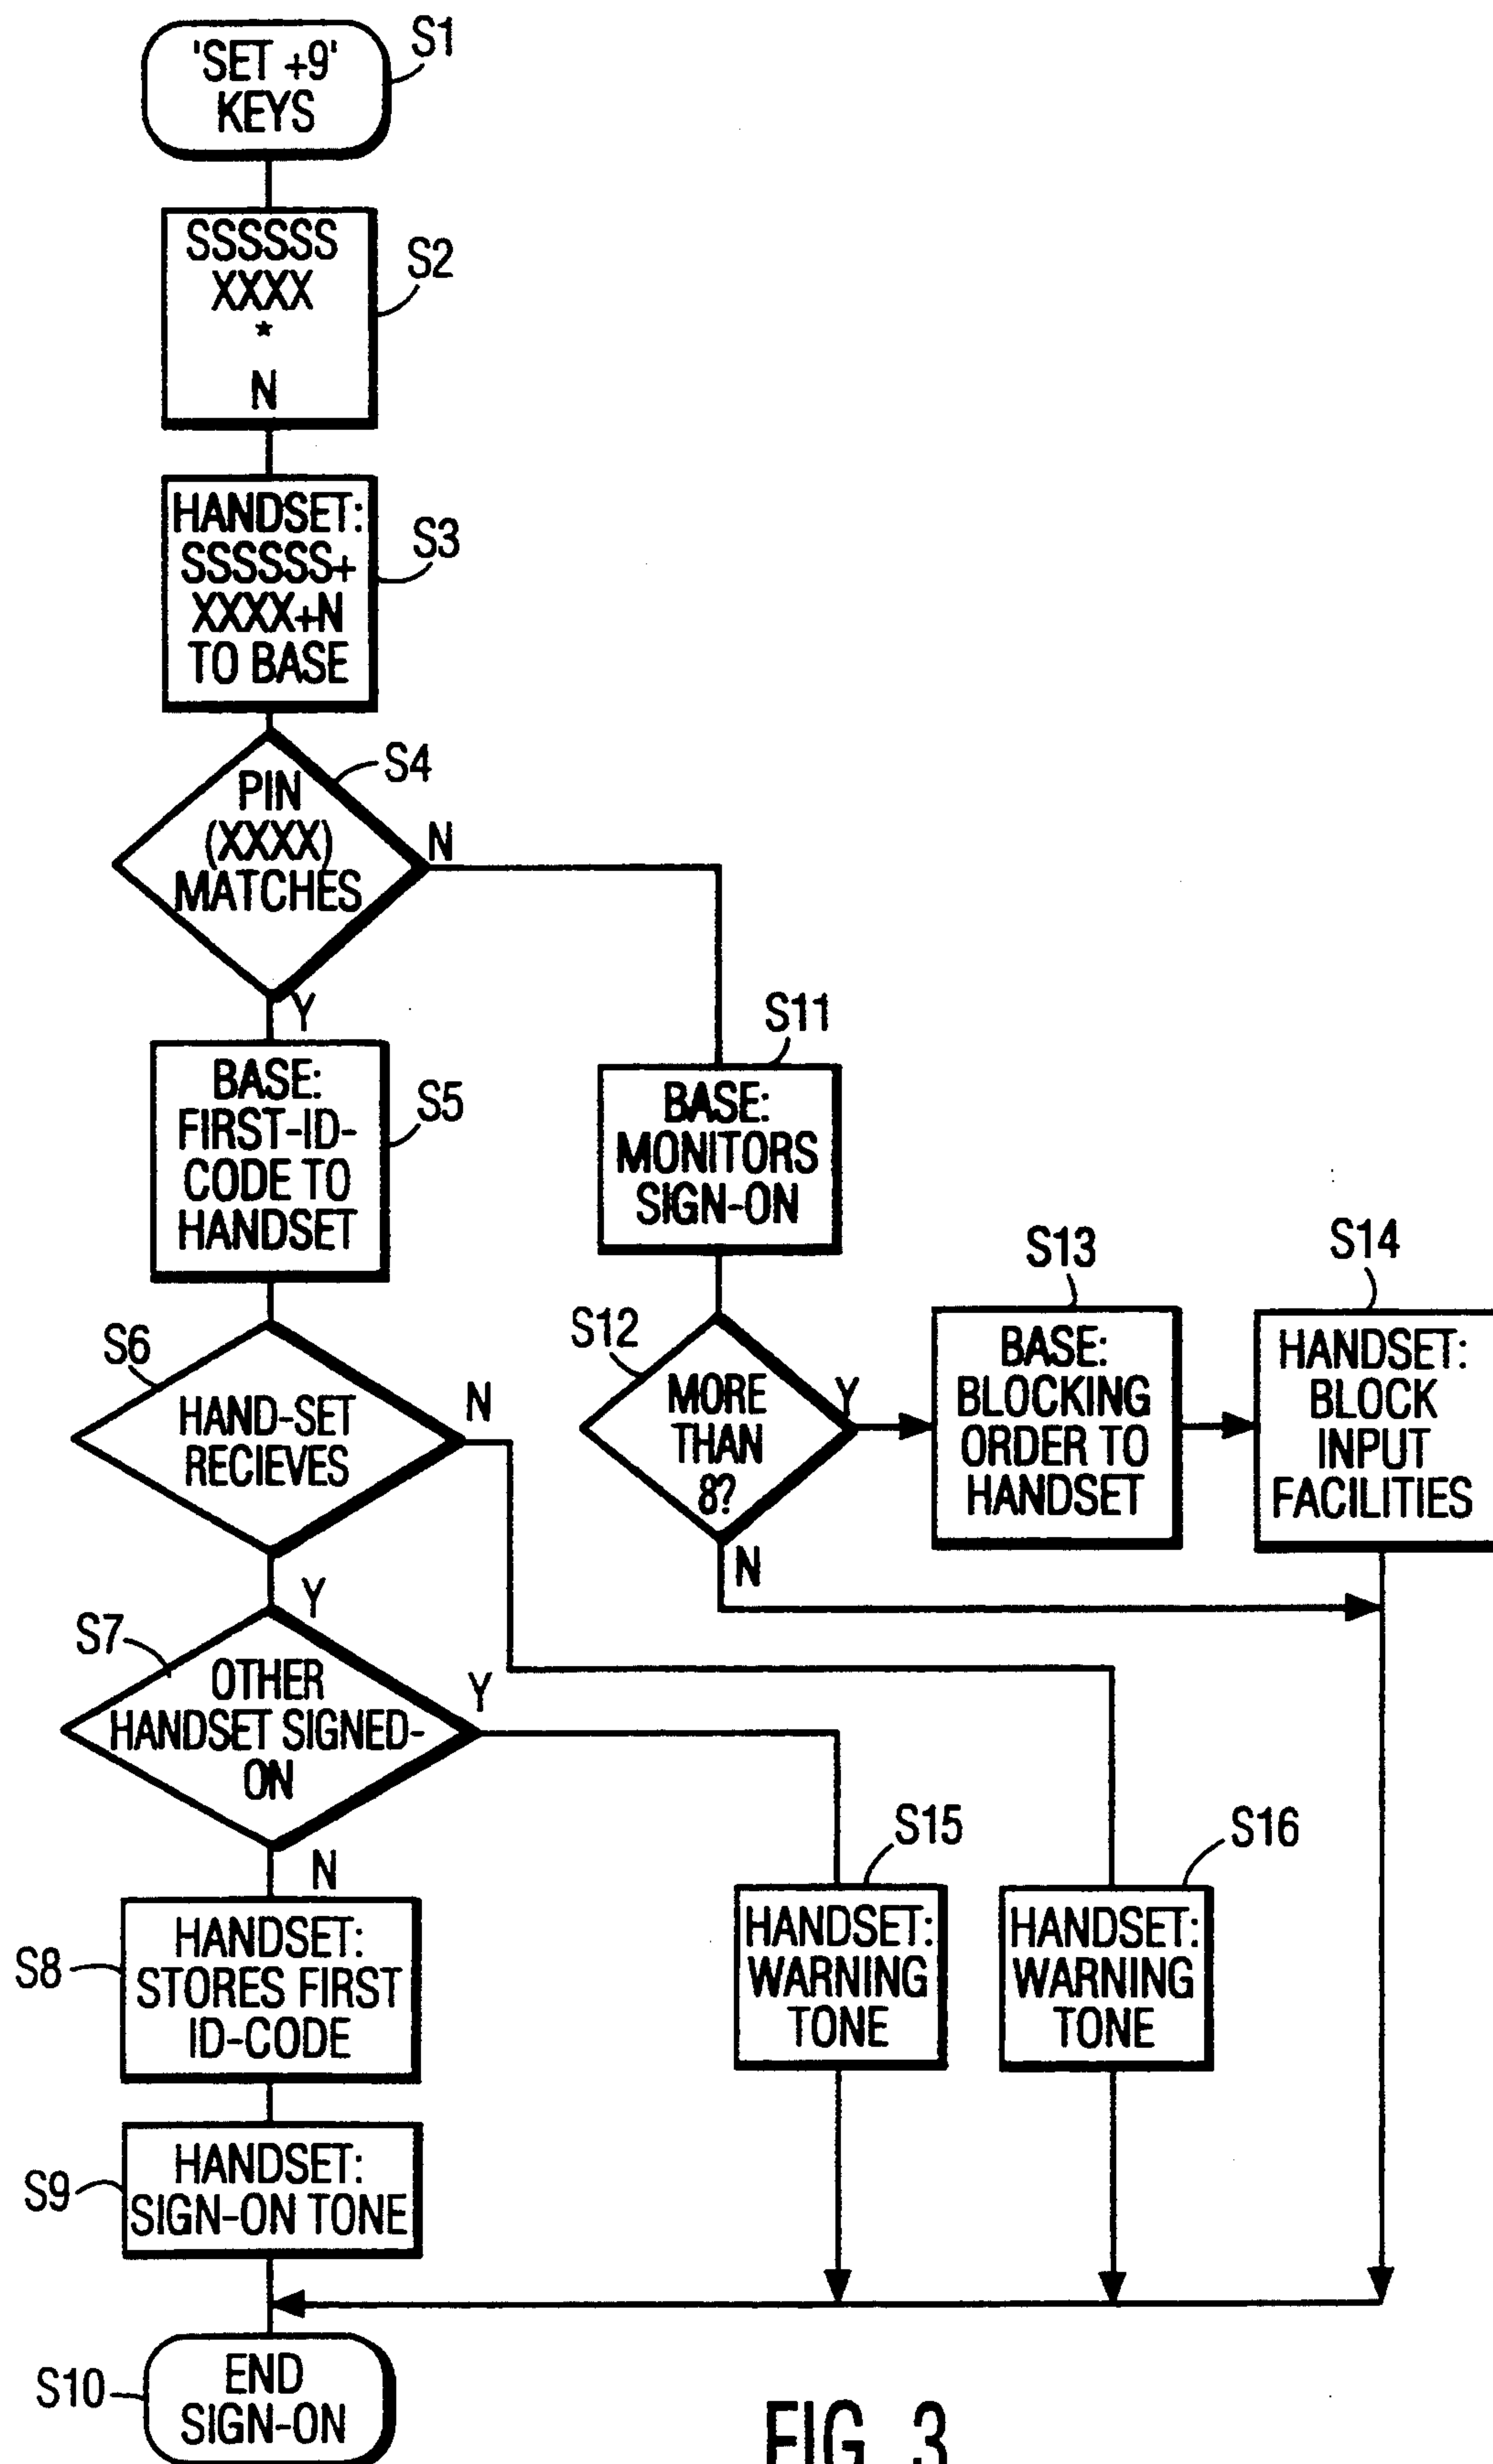 'SET +9'
KEYS
S1
SSSSSS
XXXX
*
N
S2
HANDSET:
SSSSSS+
XXXX+N
TO BASE
S3
PIN
(XXXX)
MATCHES
S4
N
Y
BASE:
FIRST-ID-
CODE TO
HANDSET
S5
S11
BASE:
MONITORS
SIGN-ON
S6
HAND-SET
RECIEVES
N
Y
S12
MORE
THAN
8?
Y
N
S13
BASE:
BLOCKING
ORDER TO
HANDSET
S14
HANDSET:
BLOCK
INPUT
FACILITIES
S7
OTHER
HANDSET SIGNED-
ON
Y
N
S8
HANDSET:
STORES FIRST
ID-CODE
S15
HANDSET:
WARNING
TONE
S16
HANDSET:
WARNING
TONE
S9
HANDSET:
SIGN-ON TONE
S10
END
SIGN-ON
FIG. 3